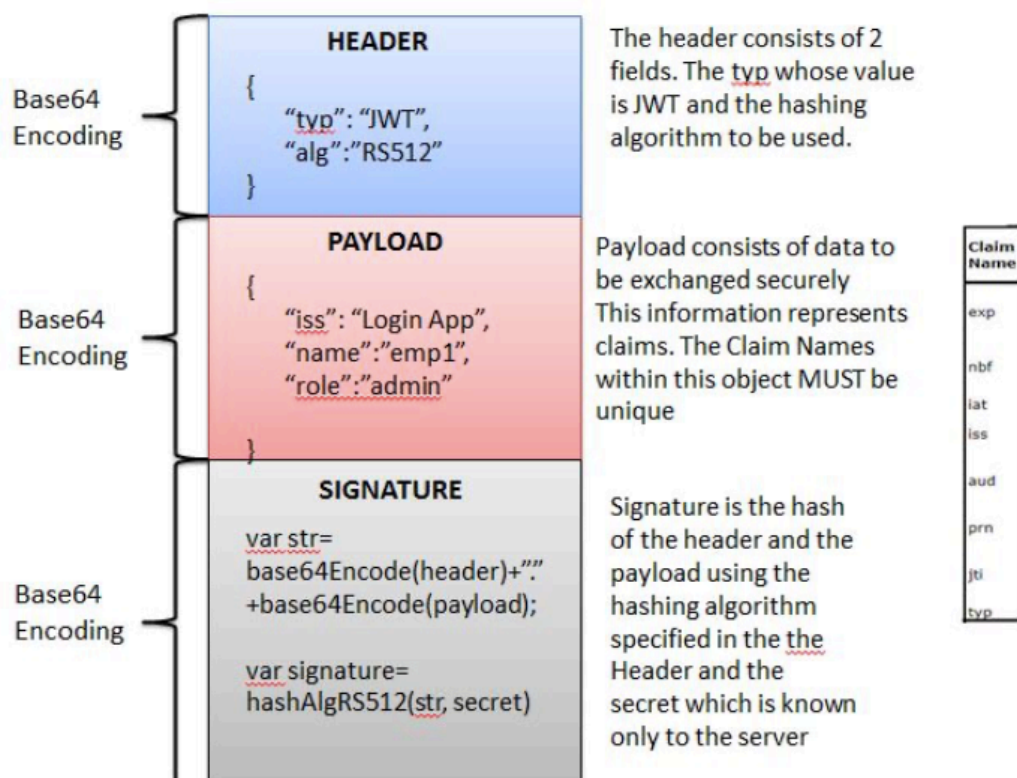 HEADER
{
“typ”: “JWT”,
“alg”:”RS512”
}
Base64
Encoding
The header consists of 2
fields. The typ whose value
is JWT and the hashing
algorithm to be used.
PAYLOAD
{
“iss”: “Login App”,
“name”:”emp1”,
“role”:”admin”
}
Base64
Encoding
Payload consists of data to
be exchanged securely
This information represents
claims. The Claim Names
within this object MUST be
unique
Claim
Name
exp
nbf
iat
iss
aud
prn
jti
typ
SIGNATURE
var str=
base64Encode(header)+”.”
+base64Encode(payload);
var signature=
hashAlgRS512(str, secret)
Base64
Encoding
Signature is the hash
of the header and the
payload using the
hashing algorithm
specified in the the
Header and the
secret which is known
only to the server